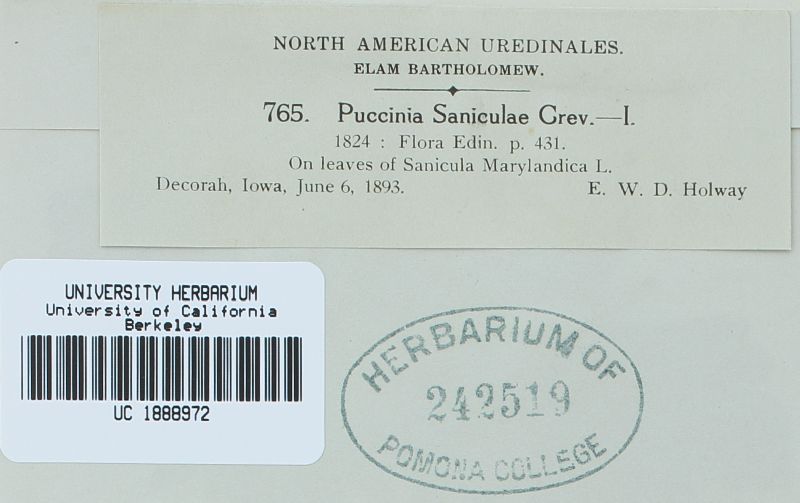 NORTH AMERICAN UREDINALES.
ELAM BARTHOLOMEW.
765. Puccinia Saniculae Grev.—I.
1824 : Flora Edin. p. 431.
On leaves of Sanicula Marylandica L.
Decorah, Iowa, June 6, 1893. E. W. D. Holway
UNIVERSITY HERBARIUM
University of California
Berkeley
UC 1888972
HERBARIUM OF
242519
POMONA COLLEGE